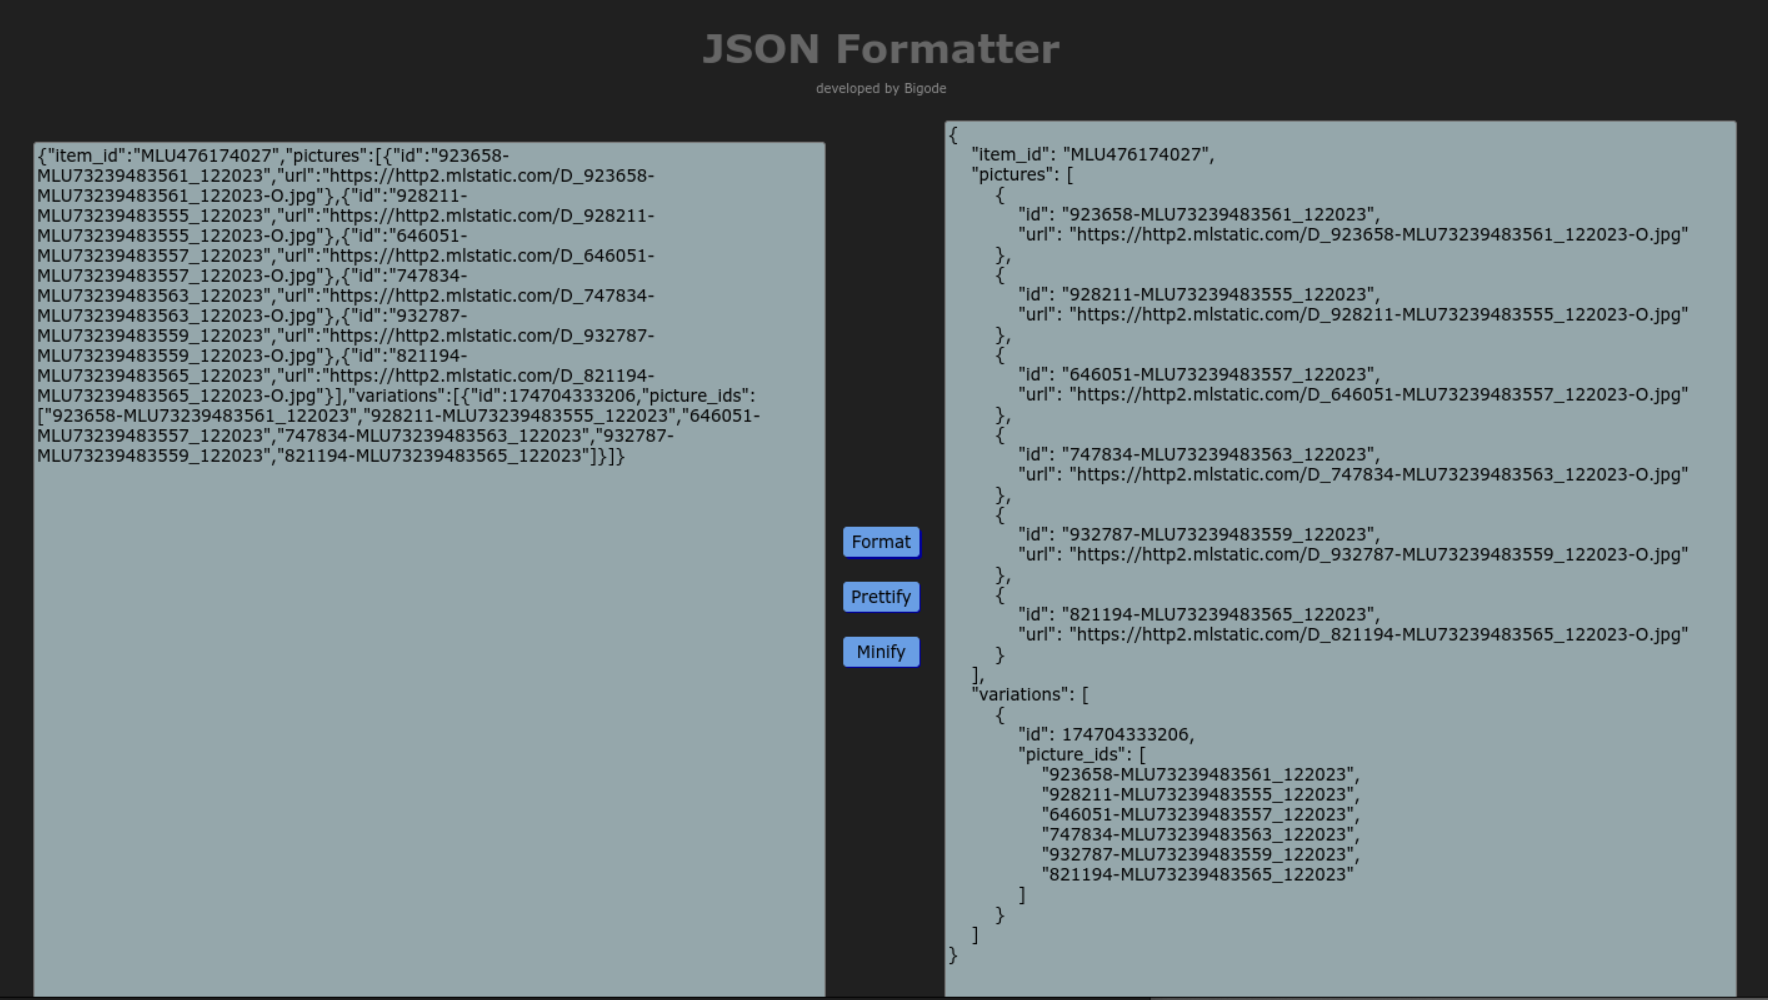 JSON Formatter
developed by Bigode
{"item_id":"MLU476174027","pictures":[{"id":"923658-
MLU73239483561_122023","url":"https://http2.mlstatic.com/D_923658-
MLU73239483561_122023-O.jpg"},{"id":"928211-
MLU73239483555_122023","url":"https://http2.mlstatic.com/D_928211-
MLU73239483555_122023-O.jpg"},{"id":"646051-
MLU73239483557_122023","url":"https://http2.mlstatic.com/D_646051-
MLU73239483557_122023-O.jpg"},{"id":"747834-
MLU73239483563_122023","url":"https://http2.mlstatic.com/D_747834-
MLU73239483563_122023-O.jpg"},{"id":"932787-
MLU73239483559_122023","url":"https://http2.mlstatic.com/D_932787-
MLU73239483559_122023-O.jpg"},{"id":"821194-
MLU73239483565_122023","url":"https://http2.mlstatic.com/D_821194-
MLU73239483565_122023-O.jpg"}],"variations":[{"id":174704333206,"picture_ids":
["923658-MLU73239483561_122023","928211-MLU73239483555_122023","646051-
MLU73239483557_122023","747834-MLU73239483563_122023","932787-
MLU73239483559_122023","821194-MLU73239483565_122023"]}]}
Format
Prettify
Minify
{
"item_id": "MLU476174027",
"pictures": [
{
"id": "923658-MLU73239483561_122023",
"url": "https://http2.mlstatic.com/D_923658-MLU73239483561_122023-O.jpg"
},
{
"id": "928211-MLU73239483555_122023",
"url": "https://http2.mlstatic.com/D_928211-MLU73239483555_122023-O.jpg"
},
{
"id": "646051-MLU73239483557_122023",
"url": "https://http2.mlstatic.com/D_646051-MLU73239483557_122023-O.jpg"
},
{
"id": "747834-MLU73239483563_122023",
"url": "https://http2.mlstatic.com/D_747834-MLU73239483563_122023-O.jpg"
},
{
"id": "932787-MLU73239483559_122023",
"url": "https://http2.mlstatic.com/D_932787-MLU73239483559_122023-O.jpg"
},
{
"id": "821194-MLU73239483565_122023",
"url": "https://http2.mlstatic.com/D_821194-MLU73239483565_122023-O.jpg"
}
],
"variations": [
{
"id": 174704333206,
"picture_ids": [
"923658-MLU73239483561_122023",
"928211-MLU73239483555_122023",
"646051-MLU73239483557_122023",
"747834-MLU73239483563_122023",
"932787-MLU73239483559_122023",
"821194-MLU73239483565_122023"
]
}
]
}